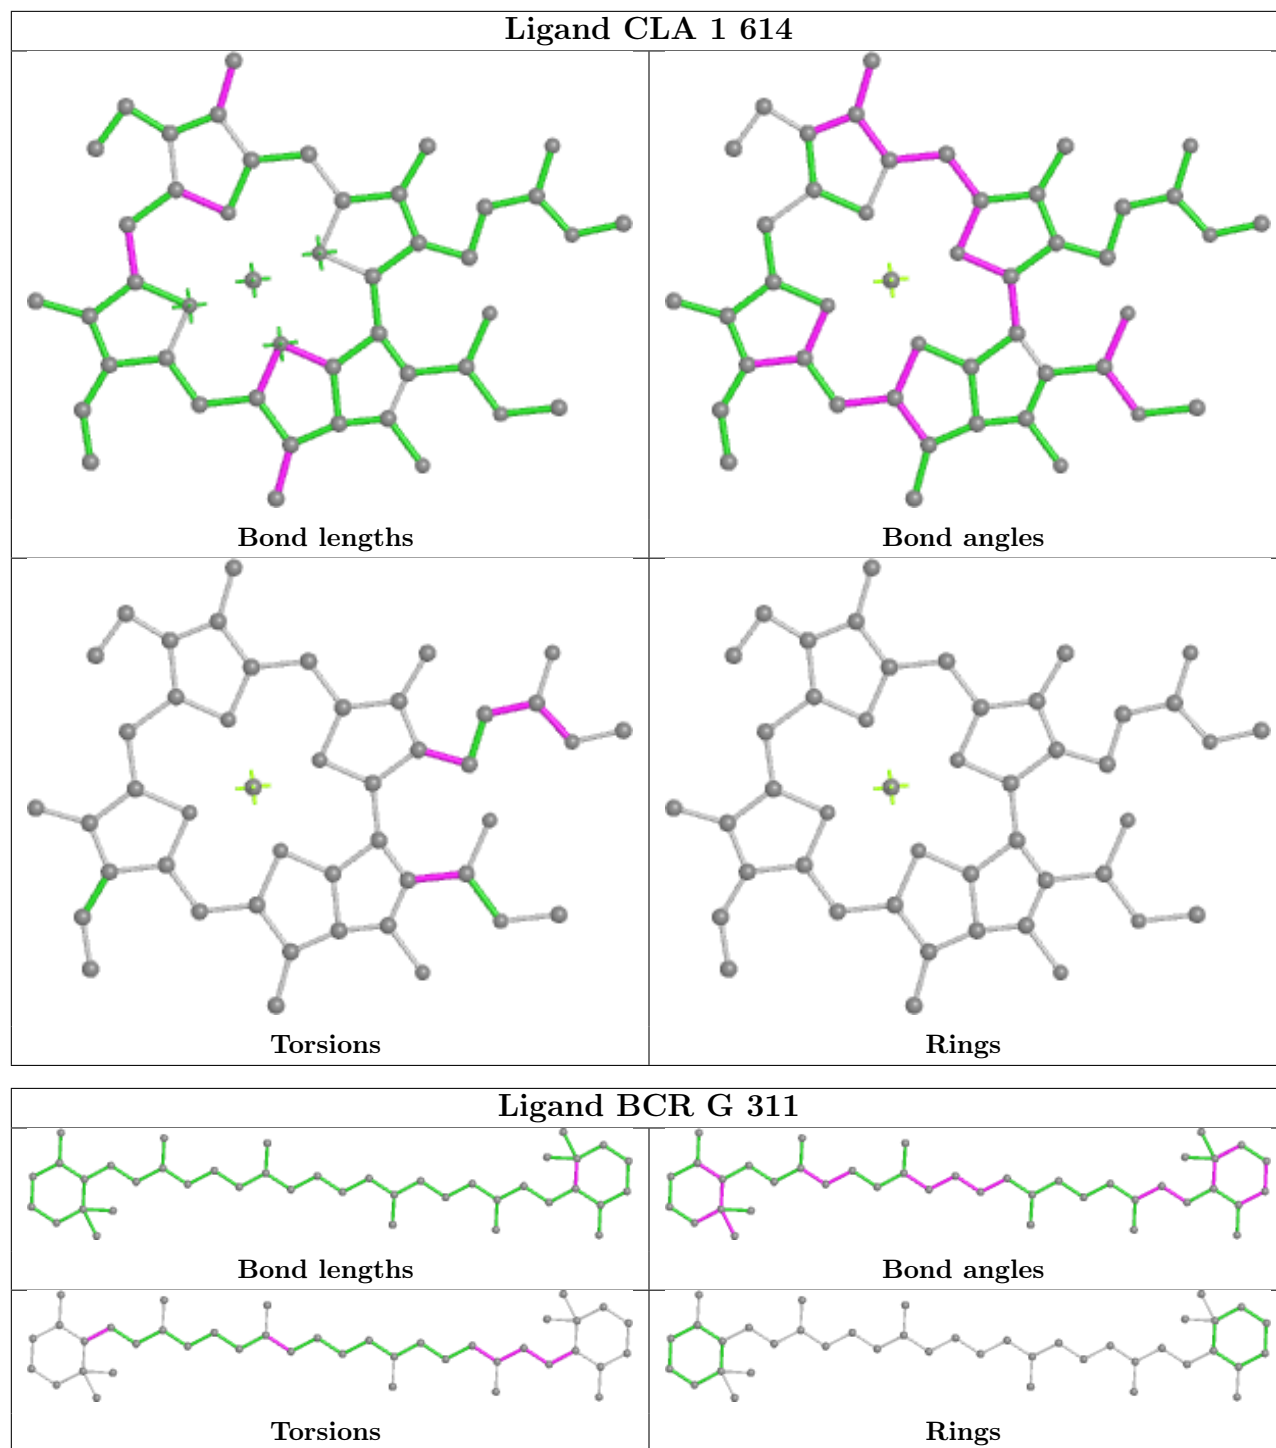 Ligand CLA 1 614
Bond lengths
Bond angles
Torsions
Rings
Ligand BCR G 311
Bond lengths
Bond angles
Torsions
Rings